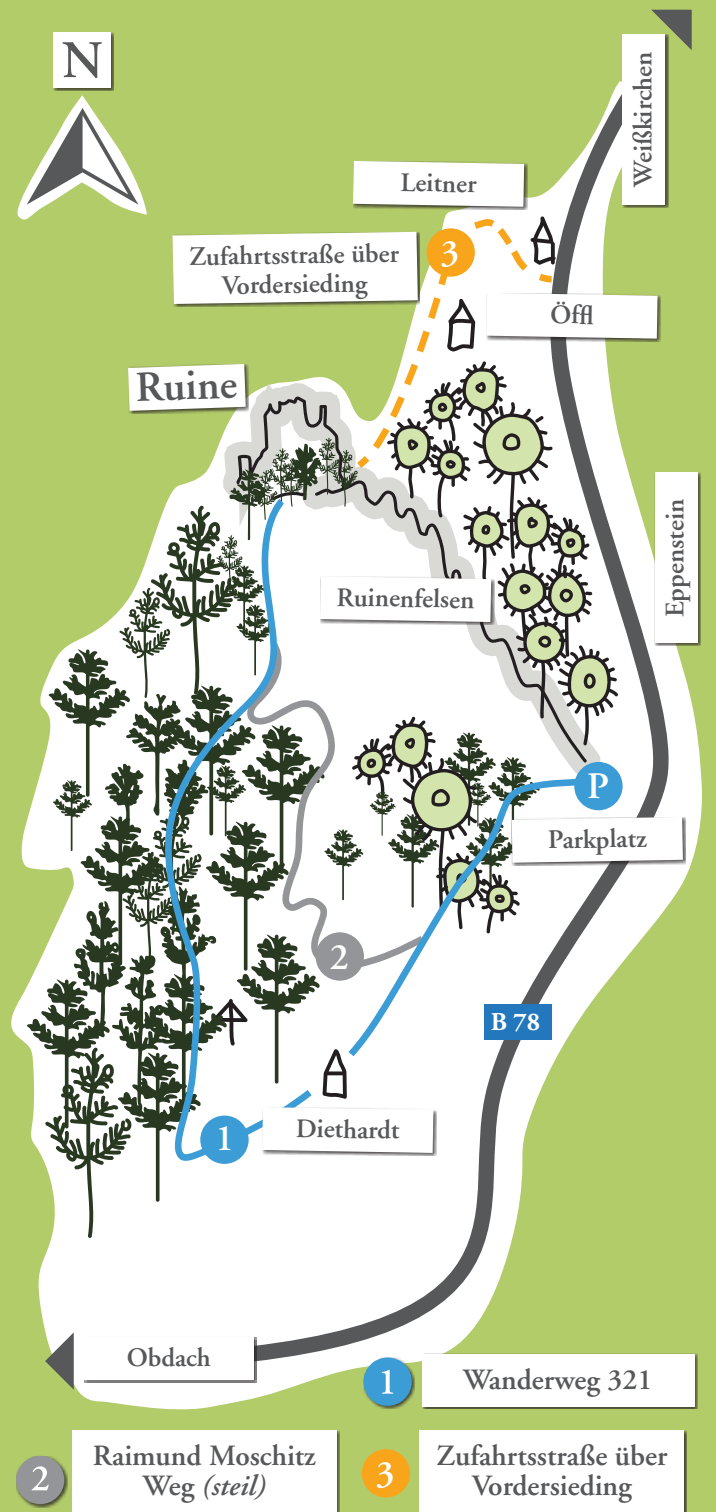 N
Weißkirchen
Leitner
3
Zufahrtsstraße über
Vordersieding
Öffl
Ruine
Eppenstein
Ruinenfelsen
P
Parkplatz
2
B 78
Diethardt
1
Obdach
1
Wanderweg 321
2
Raimund Moschitz
Weg (steil)
3
Zufahrtsstraße über
Vordersieding